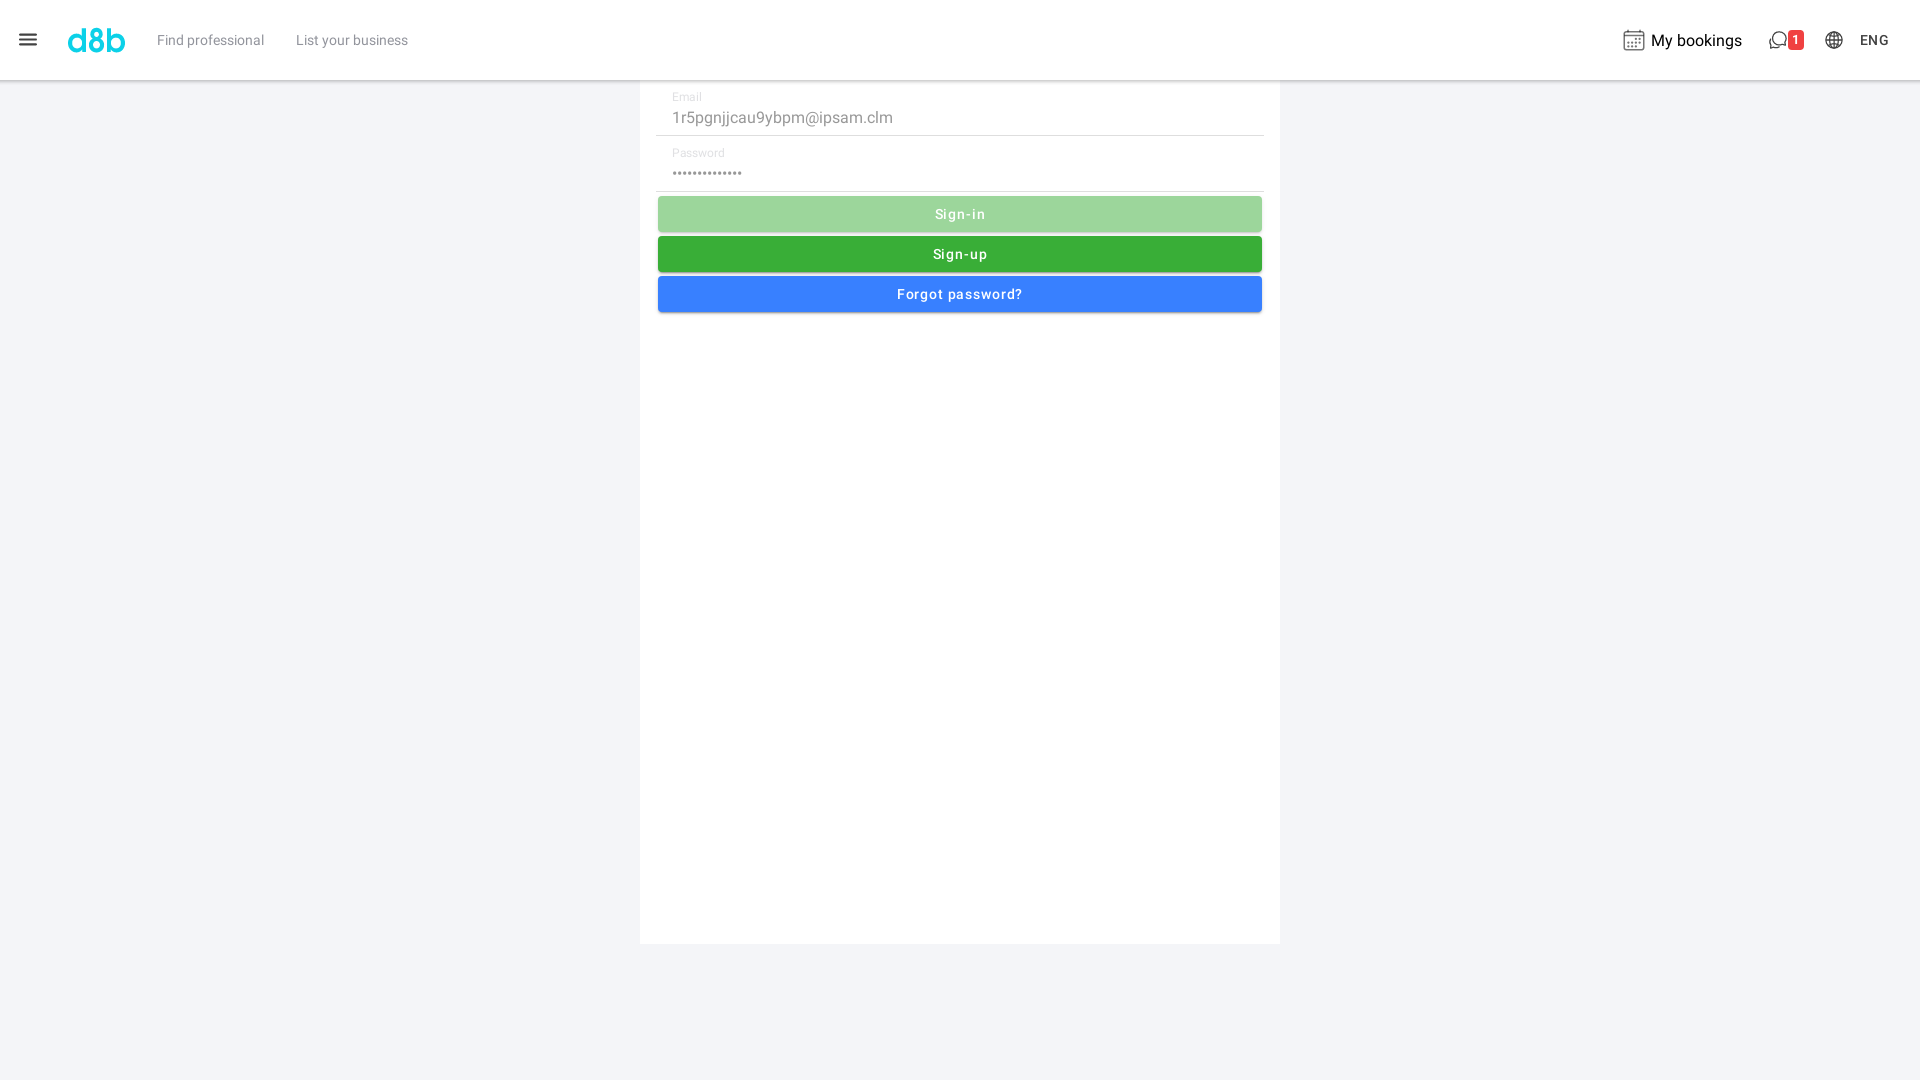 d8b
Find professional
List your business
My bookings
1
ENG
Email
1r5pgnjjcau9ybpm@ipsam.clm
Password
••••••••••••••
Sign-in
Sign-up
Forgot password?